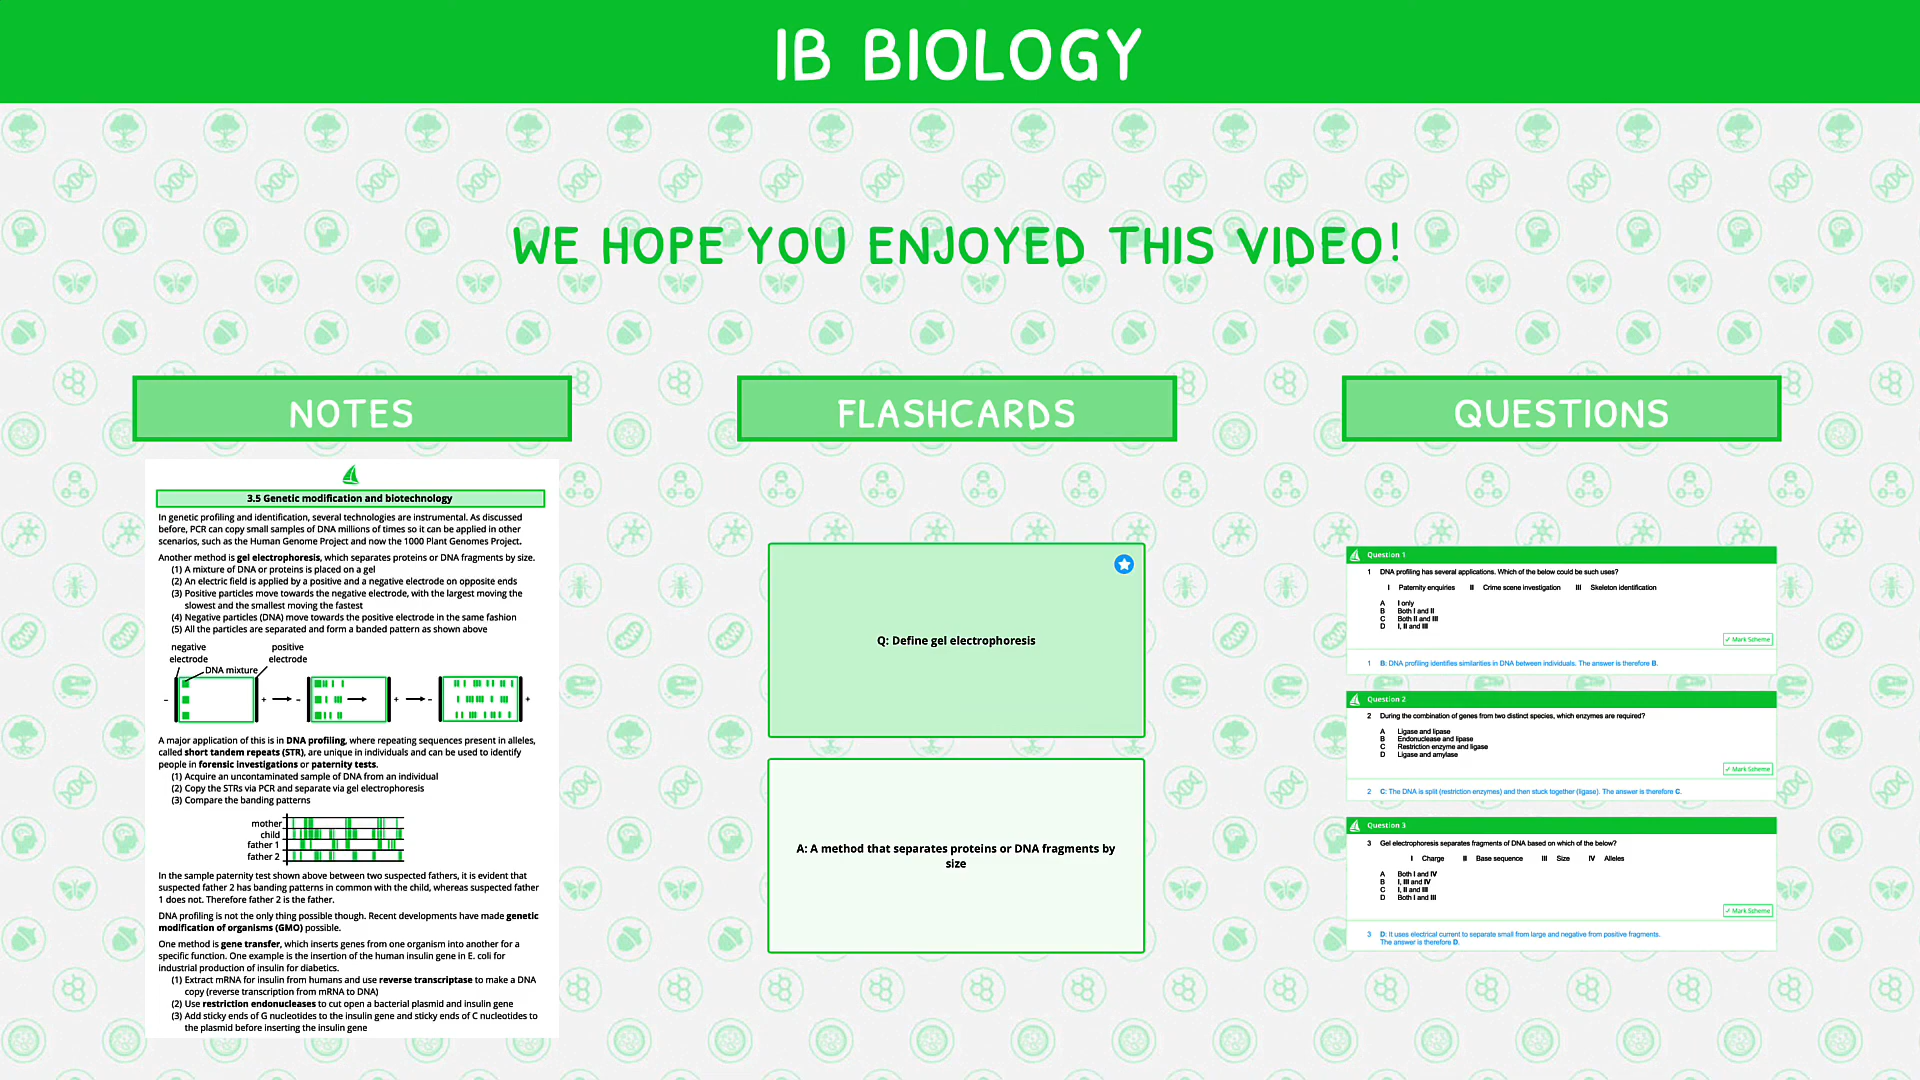 IB BIOLOGY
WE HOPE YOU ENJOYED THIS VIDEO!
NOTES
3.5 Genetic modification and biotechnology
In genetic profiling and identification, several technologies are instrumental. As discussed
before, PCR can copy small samples of DNA millions of times so it can be applied in other
scenarios, such as the Human Genome Project and now the 1000 Plant Genomes Project.
Another method is gel electrophoresis, which separates proteins or DNA fragments by size.
(1) A mixture of DNA or proteins is placed on a gel
(2) An electric field is applied by a positive and a negative electrode on opposite ends
(3) Positive particles move towards the negative electrode, with the largest moving the
slowest and the smallest moving the fastest
(4) Negative particles (DNA) move towards the positive electrode in the same fashion
(5) All the particles are separated and form a banded pattern as shown above
negative positive
electrode electrode
DNA mixture
- + - + - +
A major application of this is in DNA profiling, where repeating sequences present in alleles,
called short tandem repeats (STR), are unique in individuals and can be used to identify
people in forensic investigations or paternity tests.
(1) Acquire an uncontaminated sample of DNA from an individual
(2) Copy the STRs via PCR and separate via gel electrophoresis
(3) Compare the banding patterns
mother
child
father 1
father 2
In the sample paternity test shown above between two suspected fathers, it is evident that
suspected father 2 has banding patterns in common with the child, whereas suspected father
1 does not. Therefore father 2 is the father.
DNA profiling is not the only thing possible though. Recent developments have made genetic
modification of organisms (GMO) possible.
One method is gene transfer, which inserts genes from one organism into another for a
specific function. One example is the insertion of the human insulin gene in E. coli for
industrial production of insulin for diabetics.
(1) Extract mRNA for insulin from humans and use reverse transcriptase to make a DNA
copy (reverse transcription from mRNA to DNA)
(2) Use restriction endonucleases to cut open a bacterial plasmid and insulin gene
(3) Add sticky ends of G nucleotides to the insulin gene and sticky ends of C nucleotides to
the plasmid before inserting the insulin gene
FLASHCARDS
Q: Define gel electrophoresis
A: A method that separates proteins or DNA fragments by
size
QUESTIONS
Question 1
1 DNA profiling has several applications. Which of the below could be such uses?
I Paternity enquiries II Crime scene investigation III Skeleton identification
A I only
B Both I and II
C Both II and III
D I, II and III
✓ Mark Scheme
1 B: DNA profiling identifies similarities in DNA between individuals. The answer is therefore B.
Question 2
2 During the combination of genes from two distinct species, which enzymes are required?
A Ligase and lipase
B Endonuclease and lipase
C Restriction enzyme and ligase
D Ligase and amylase
✓ Mark Scheme
2 C: The DNA is split (restriction enzymes) and then stuck together (ligase). The answer is therefore C.
Question 3
3 Gel electrophoresis separates fragments of DNA based on which of the below?
I Charge II Base sequence III Size IV Alleles
A Both I and IV
B I, III and IV
C I, II and III
D Both I and III
✓ Mark Scheme
3 D: It uses electrical current to separate small from large and negative from positive fragments.
The answer is therefore D.